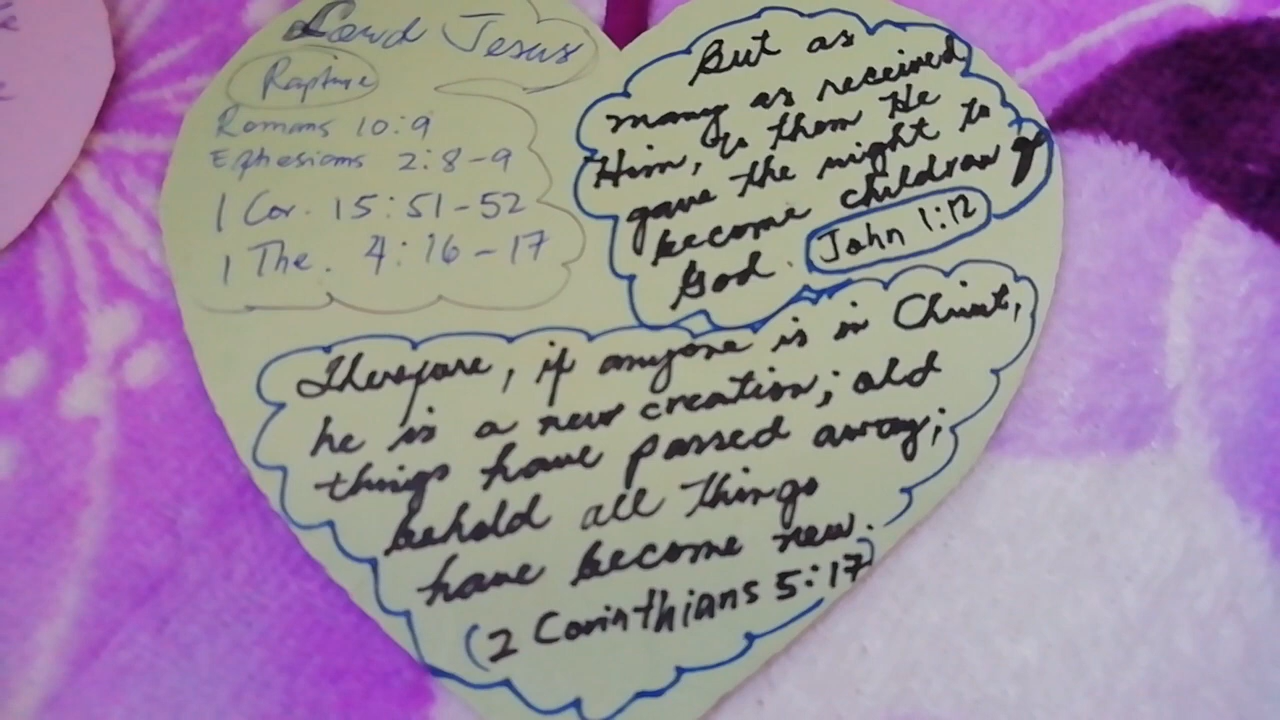 Lord Jesus
Rapture
Romans 10:9
Ephesians 2:8-9
1 Cor. 15:51-52
1 The. 4:16-17
But as
many as received
Him, to them He
gave the right to
become children of
God.
John 1:12
Therefore, if anyone is in Christ,
he is a new creation; old
things have passed away;
behold all things
have become new.
(2 Corinthians 5:17)